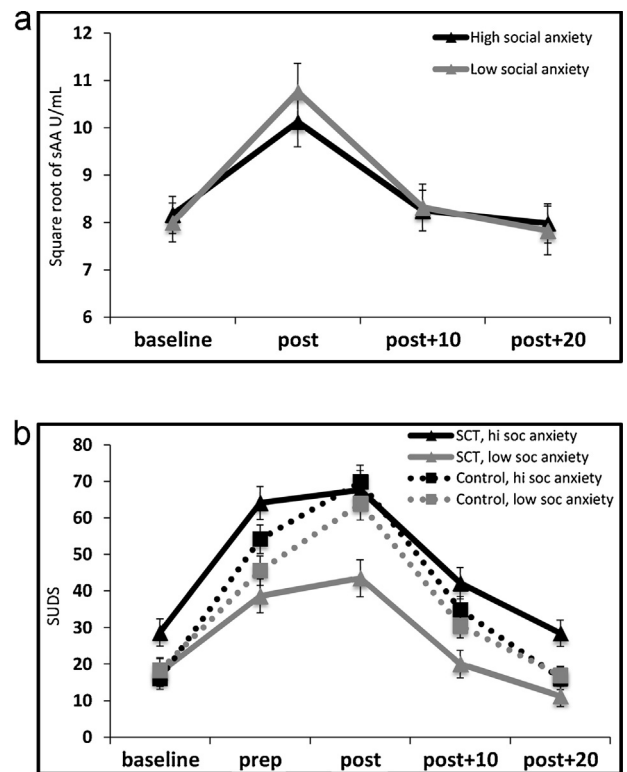 a
12
11
10
9
8
7
6
Square root of sAA U/mL
High social anxiety
Low social anxiety
baseline post post+10 post+20
b
80
70
60
50
40
30
20
10
0
SUDS
SCT, hi soc anxiety
SCT, low soc anxiety
Control, hi soc anxiety
Control, low soc anxiety
baseline prep post post+10 post+20